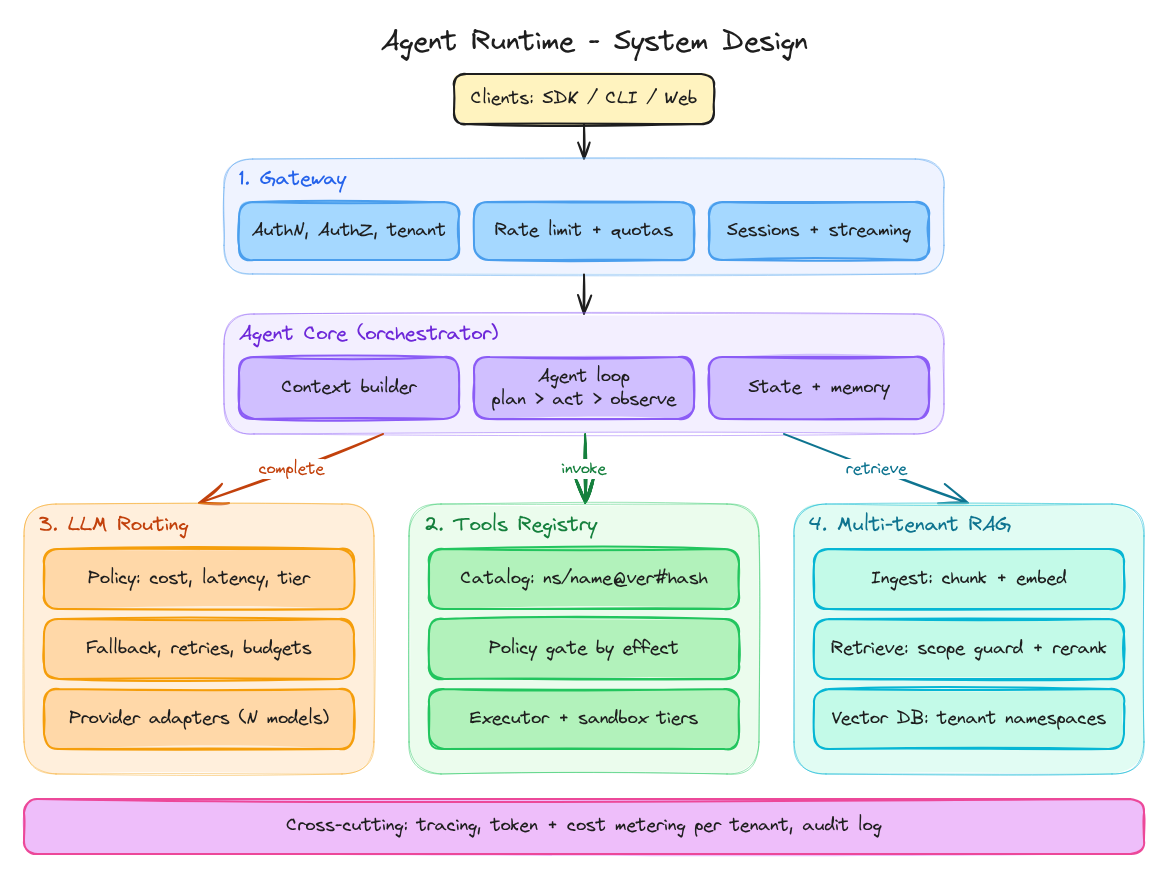 Agent Runtime - System Design
Clients: SDK / CLI / Web
1. Gateway
AuthN, AuthZ, tenant
Rate limit + quotas
Sessions + streaming
Agent Core (orchestrator)
Context builder
Agent loop
plan > act > observe
State + memory
complete
invoke
retrieve
3. LLM Routing
Policy: cost, latency, tier
Fallback, retries, budgets
Provider adapters (N models)
2. Tools Registry
Catalog: ns/name@ver#hash
Policy gate by effect
Executor + sandbox tiers
4. Multi-tenant RAG
Ingest: chunk + embed
Retrieve: scope guard + rerank
Vector DB: tenant namespaces
Cross-cutting: tracing, token + cost metering per tenant, audit log